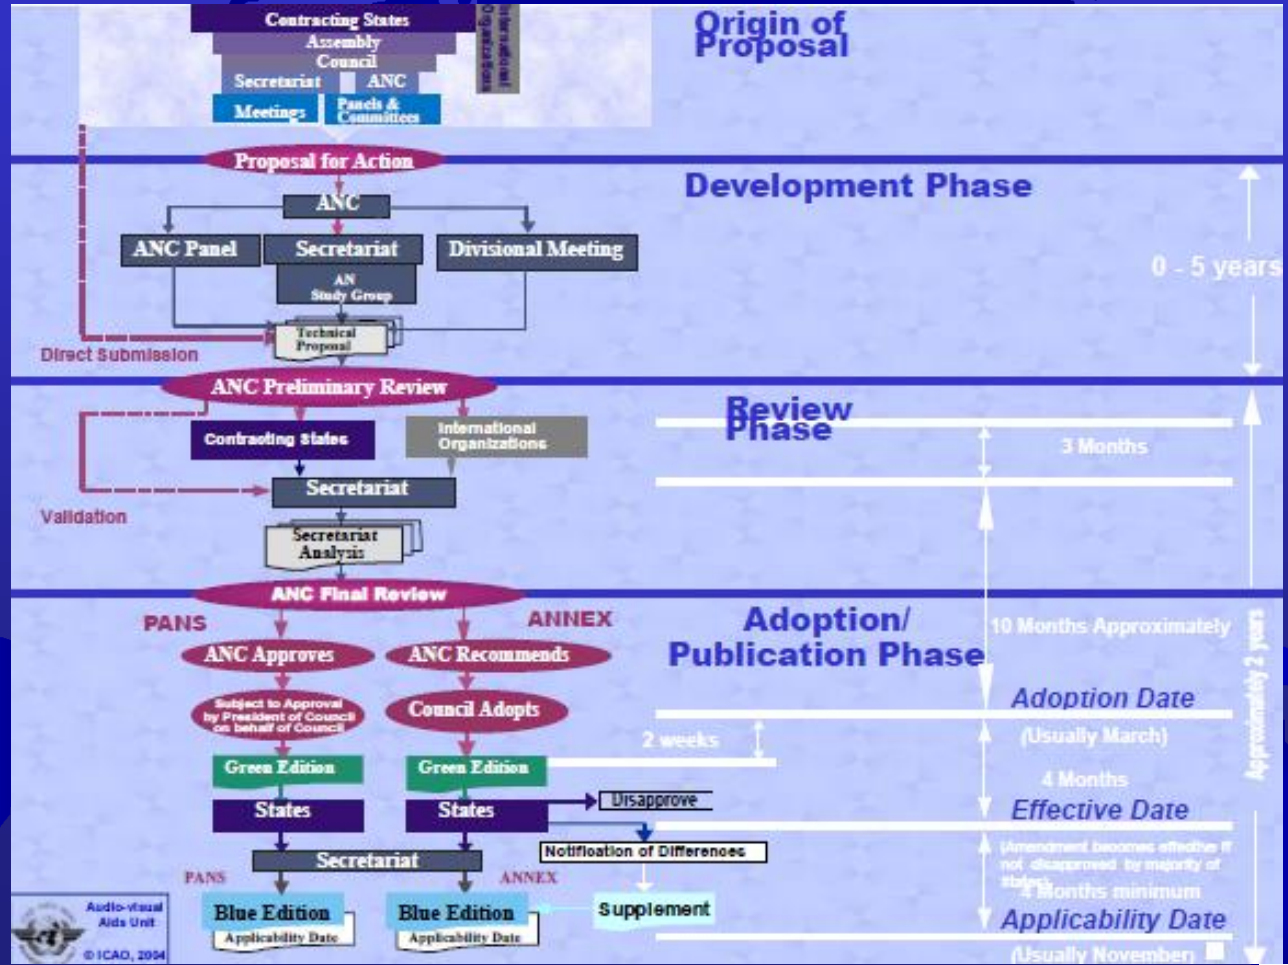 Contracting States
Assembly
Council
Secretariat
ANC
Meetings
Panels &
Committees
International
Organizations
Origin of
Proposal
Proposal for Action
Development Phase
ANC
ANC Panel
Secretariat
Divisional Meeting
AN
Study Group
0 - 5 years
Technical
Proposal
Direct Submission
ANC Preliminary Review
Review
Phase
Contracting States
International
Organizations
3 Months
Secretariat
Validation
Secretariat
Analysis
ANC Final Review
PANS
ANNEX
Adoption/
Publication Phase
10 Months Approximately
Approximately 2 years
ANC Approves
ANC Recommends
Subject to Approval
by President of Council
on behalf of Council
Council Adopts
Adoption Date
(Usually March)
2 weeks
Green Edition
Green Edition
4 Months
States
States
Disapprove
Effective Date
Notification of Differences
(Amendment becomes effective if
not disapproved by majority of
States)
4 Months minimum
Secretariat
PANS
ANNEX
Blue Edition
Applicability Date
Blue Edition
Applicability Date
Supplement
Applicability Date
(Usually November)
Audio-visual
Aids Unit
© ICAO, 2004